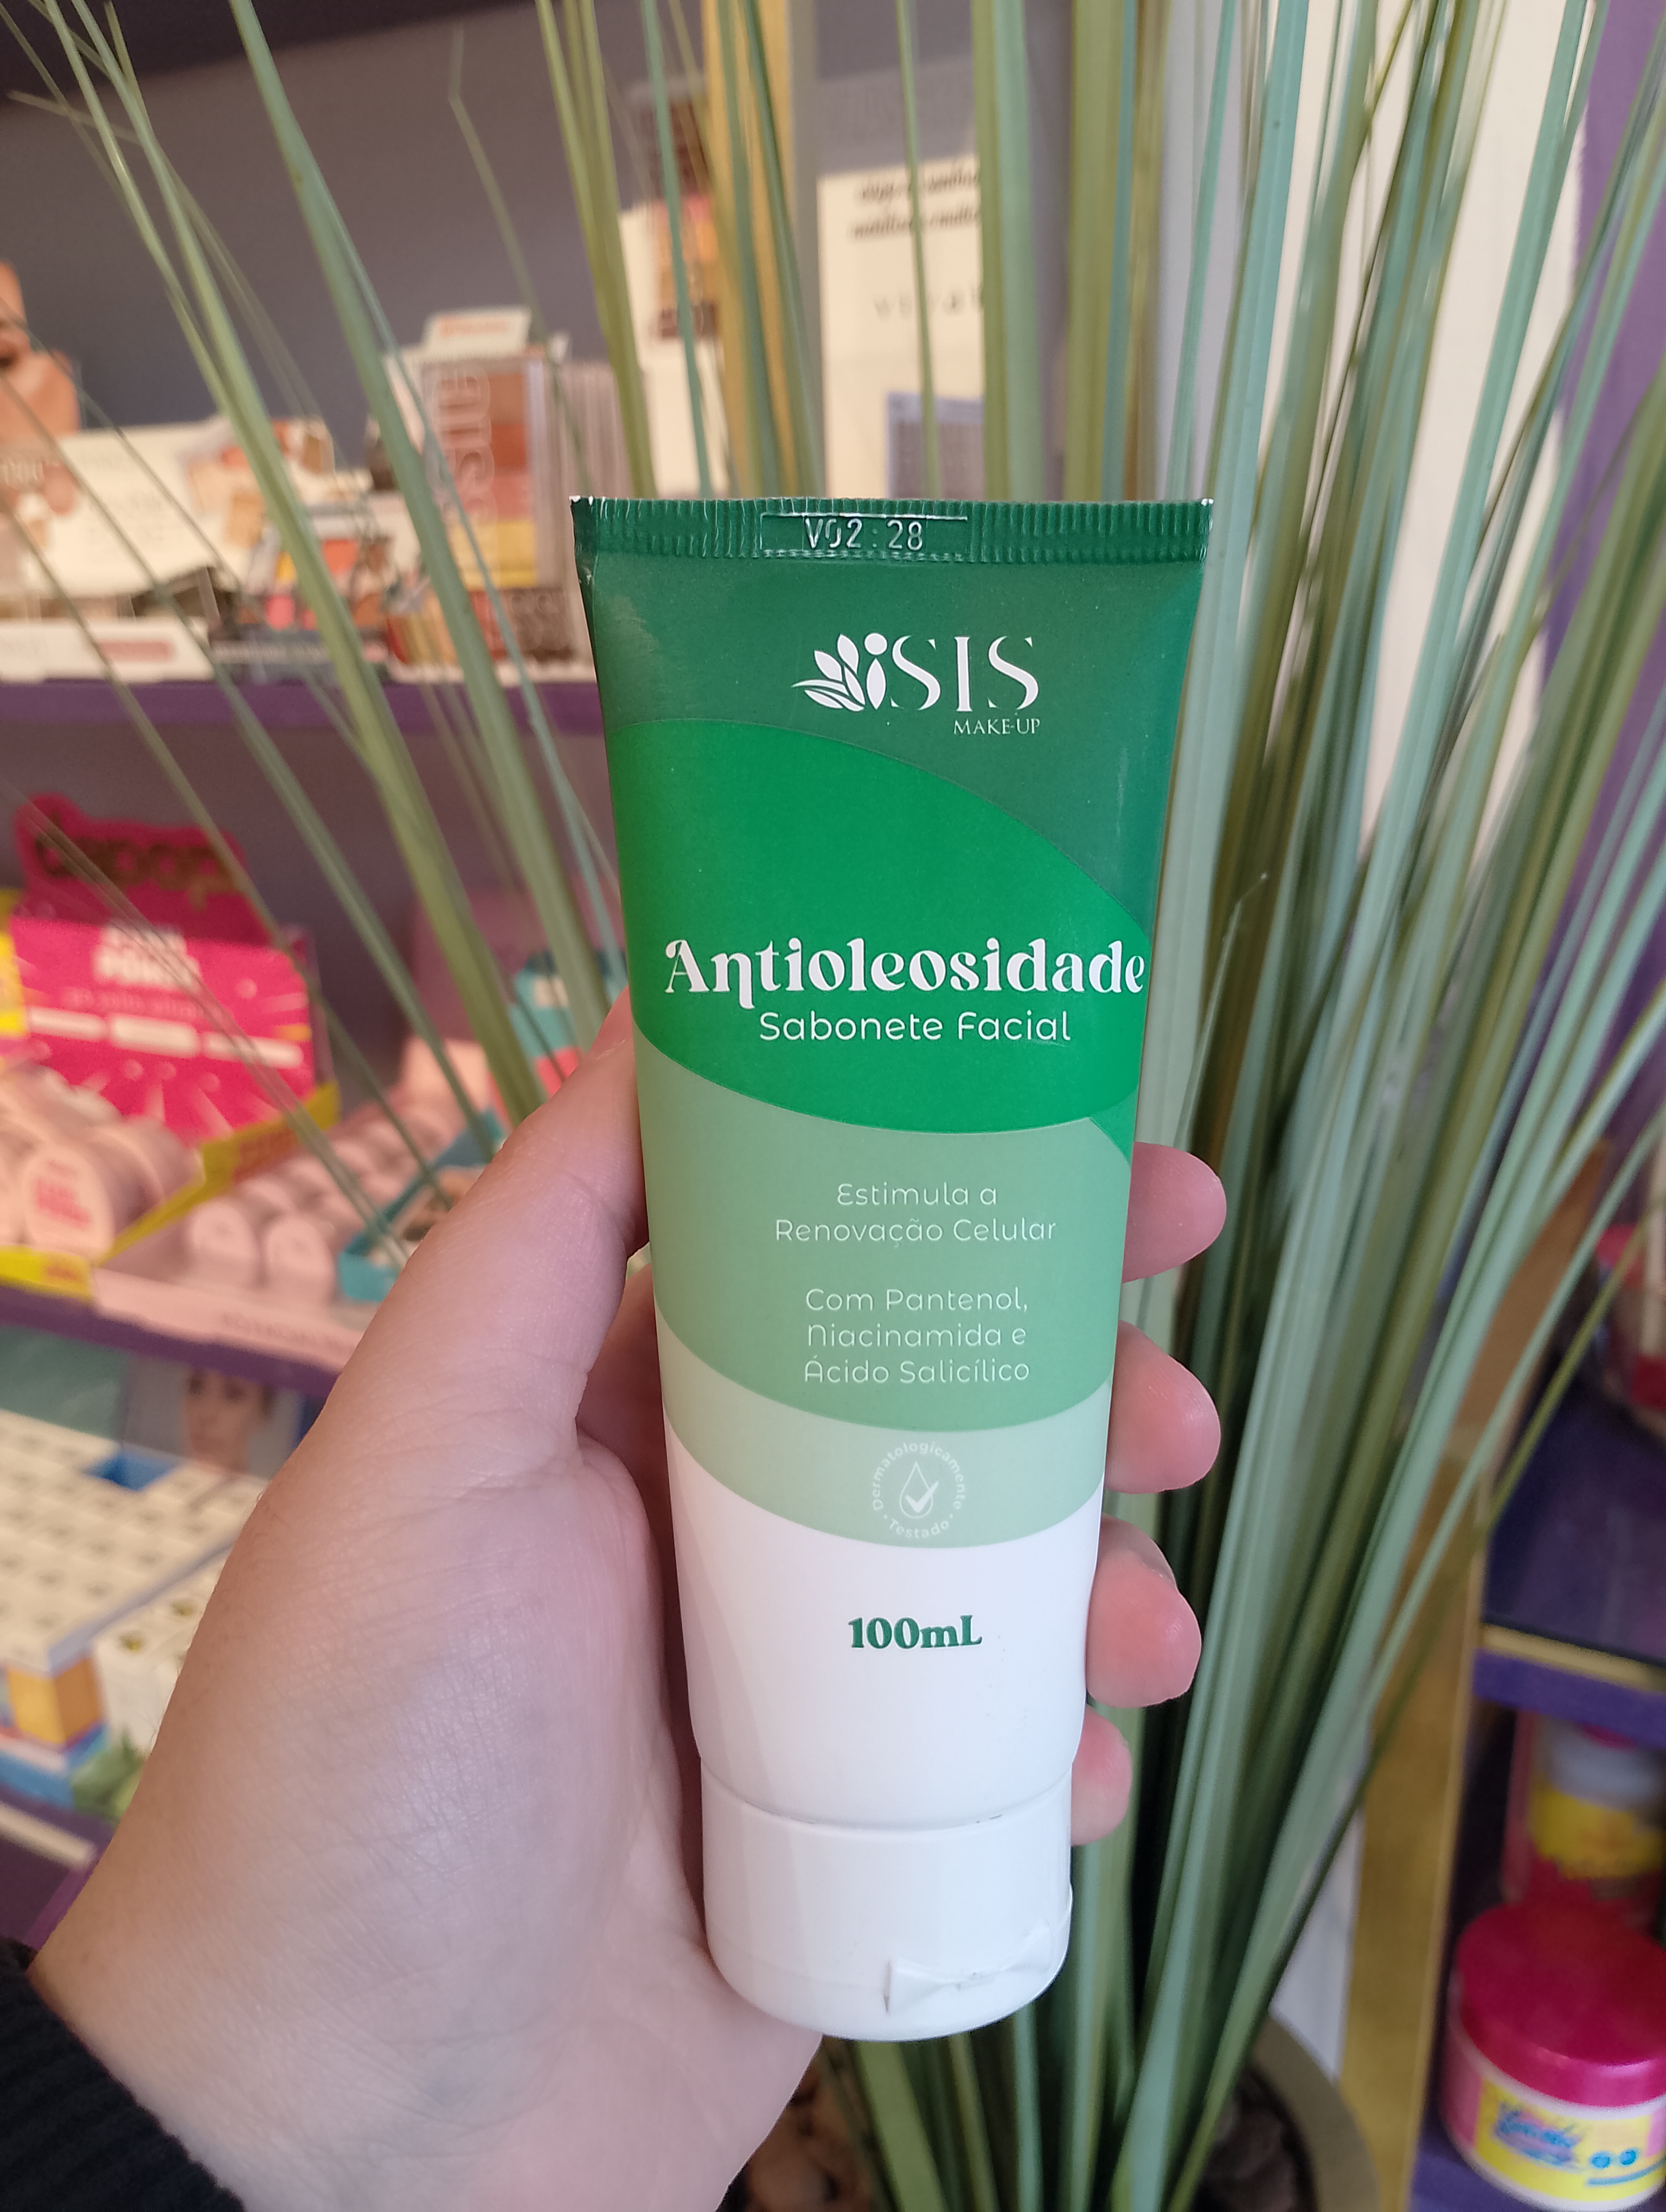 V02:28
iSIS
MAKE-UP
Antioleosidade
Sabonete Facial
Estimula a
Renovação Celular
Com Pantenol,
Niacinamida e
Ácido Salicílico
Dermatologicamente
• Testado •
100mL